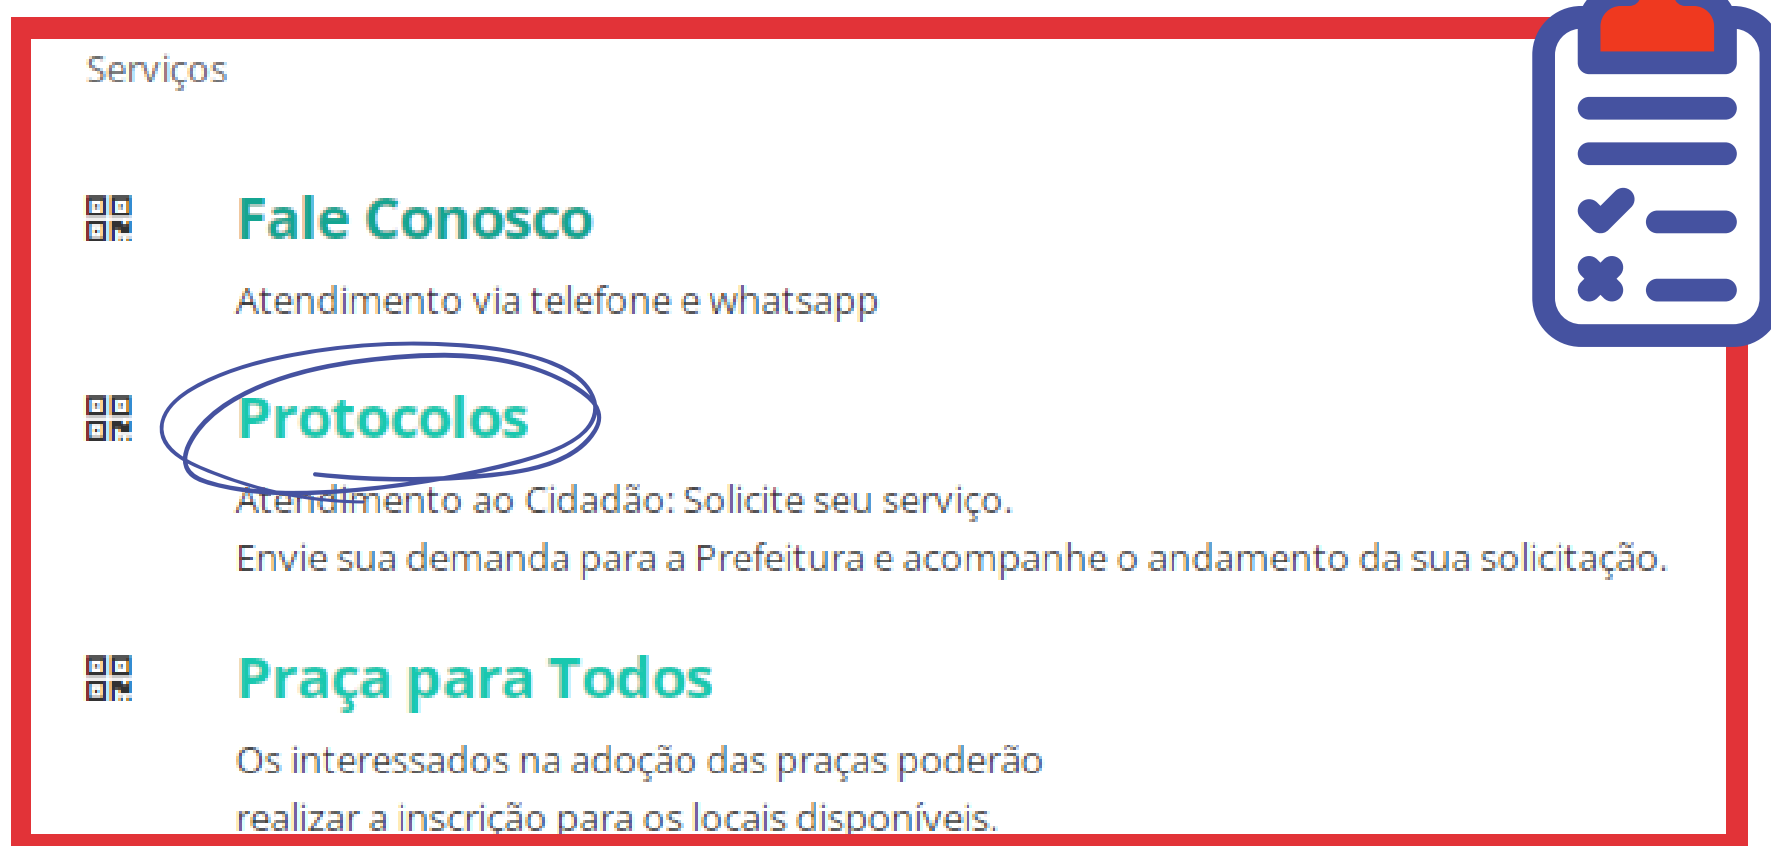 Serviços
Fale Conosco
Atendimento via telefone e whatsapp
Protocolos
Atendimento ao Cidadão: Solicite seu serviço.
Envie sua demanda para a Prefeitura e acompanhe o andamento da sua solicitação.
Praça para Todos
Os interessados na adoção das praças poderão
realizar a inscrição para os locais disponíveis.